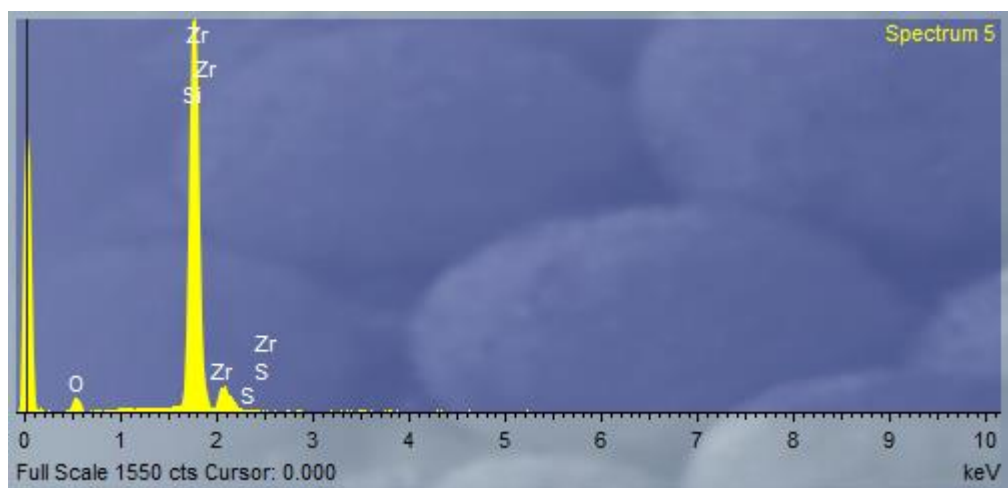 Spectrum 5
Zr
Zr
Si
Zr
O
Zr
S
S
0 1 2 3 4 5 6 7 8 9 10
Full Scale 1550 cts Cursor: 0.000 keV